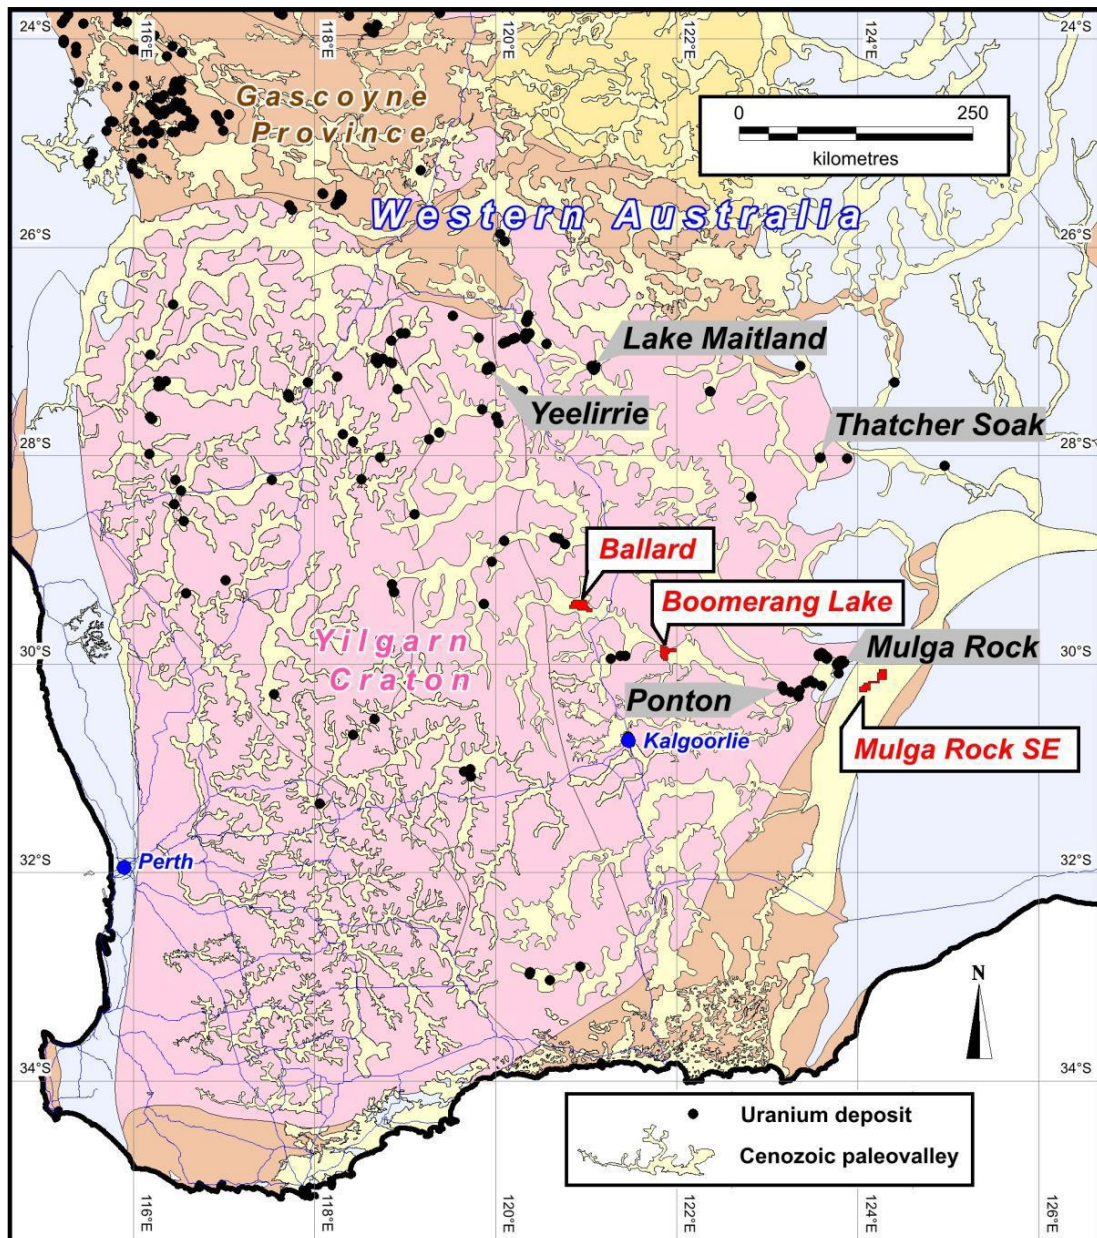 24°S
116°E
118°E
120°E
122°E
124°E
24°S
0 250
kilometres
Gascoyne
Province
Western Australia
26°S
26°S
Lake Maitland
Yeelirrie
Thatcher Soak
28°S
28°S
Ballard
Boomerang Lake
Yilgarn
Craton
30°S
Mulga Rock
30°S
Ponton
Kalgoorlie
Mulga Rock SE
32°S
Perth
32°S
N
34°S
34°S
Uranium deposit
Cenozoic paleovalley
116°E
118°E
120°E
122°E
124°E
126°E